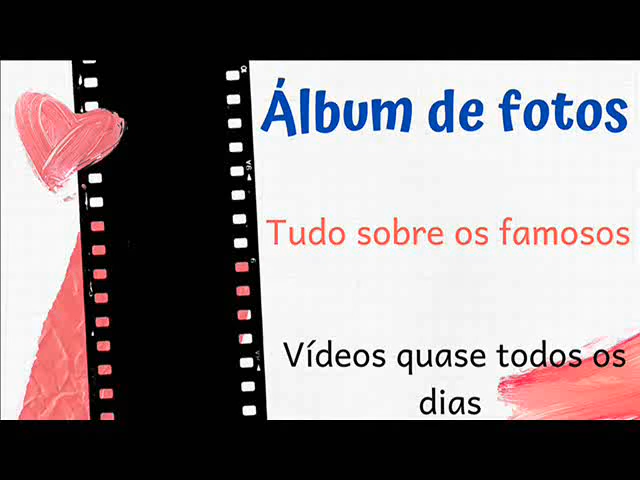 Álbum de fotos
Tudo sobre os famosos
Vídeos quase todos os
dias